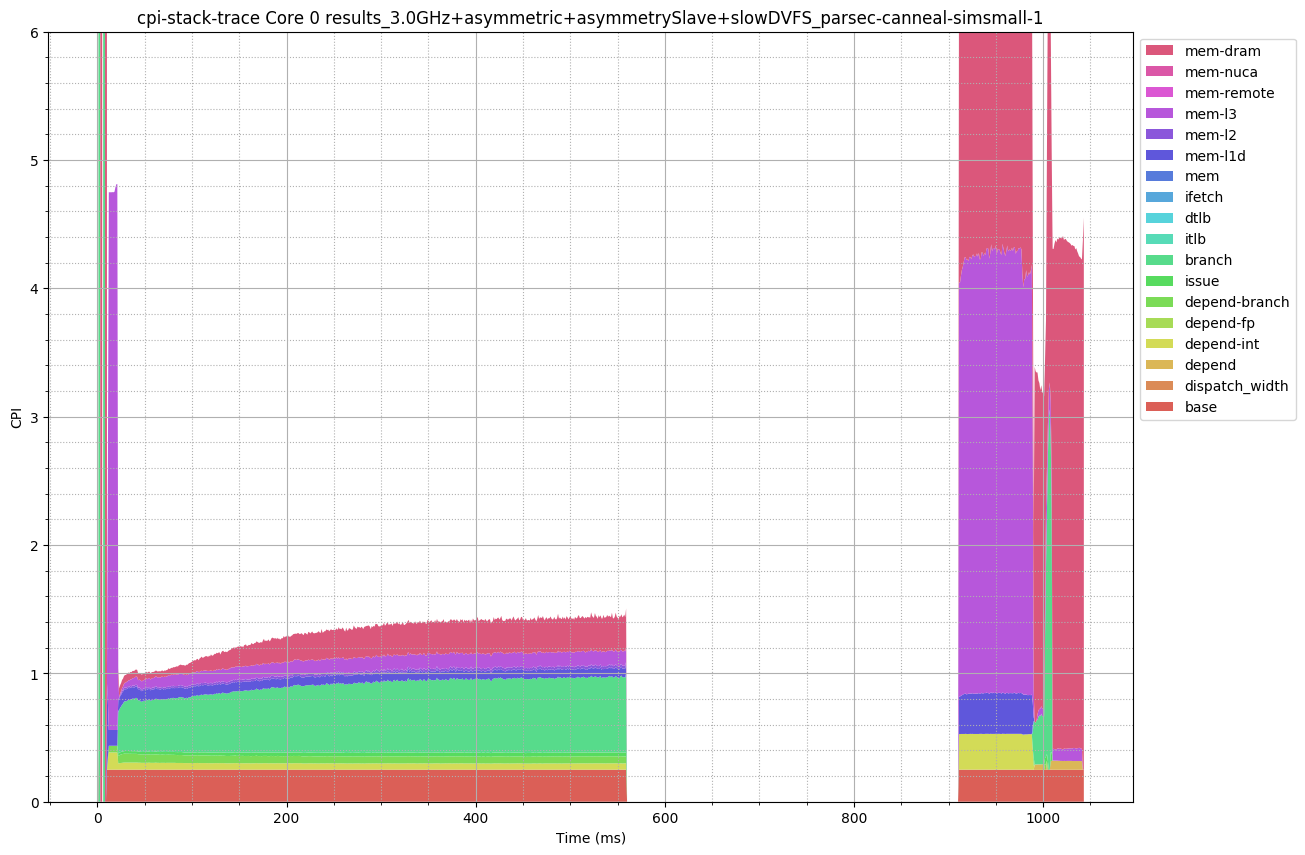 cpi-stack-trace Core 0 results_3.0GHz+asymmetric+asymmetrySlave+slowDVFS_parsec-canneal-simsmall-1
6
5
4
3
2
1
0
CPI
0
200
400
600
800
1000
Time (ms)
mem-dram
mem-nuca
mem-remote
mem-l3
mem-l2
mem-l1d
mem
ifetch
dtlb
itlb
branch
issue
depend-branch
depend-fp
depend-int
depend
dispatch_width
base